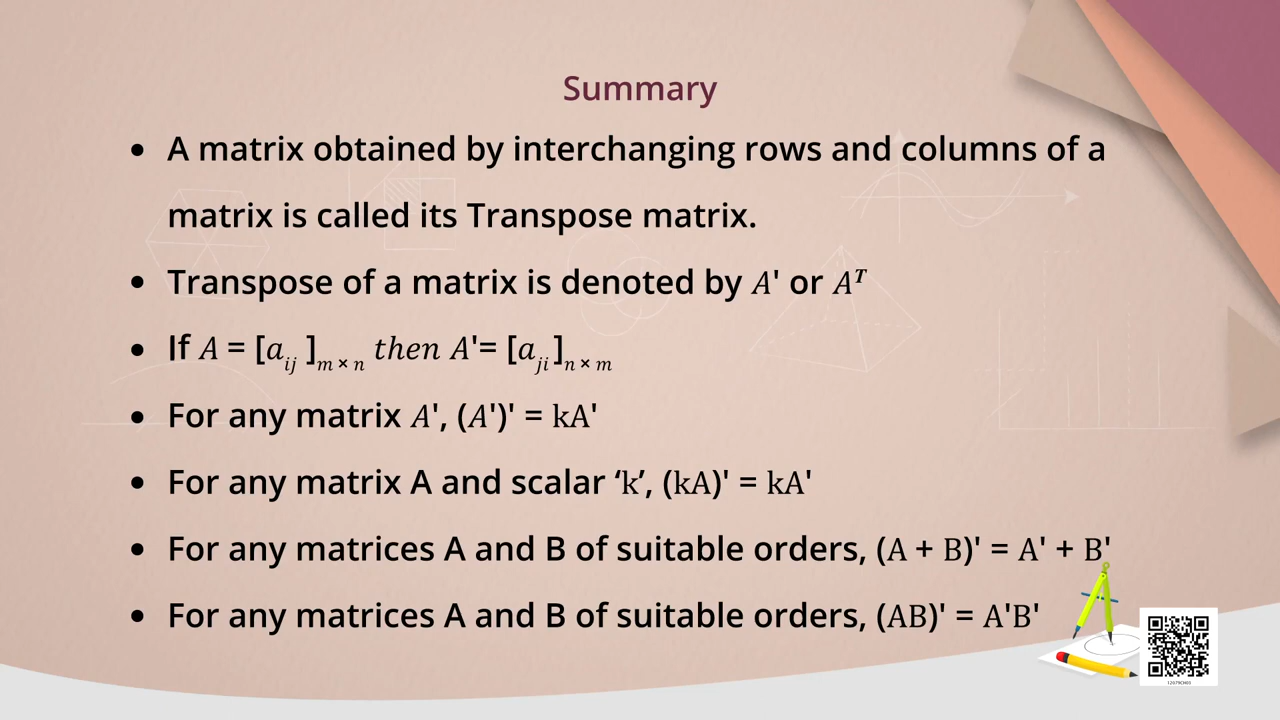 Summary
• A matrix obtained by interchanging rows and columns of a
matrix is called its Transpose matrix.
• Transpose of a matrix is denoted by A' or Aᵀ
• If A = [a_ij ]_m × n then A'= [a_ji]_n × m
• For any matrix A', (A')' = kA'
• For any matrix A and scalar ‘k’, (kA)' = kA'
• For any matrices A and B of suitable orders, (A + B)' = A' + B'
• For any matrices A and B of suitable orders, (AB)' = A'B'
12079CH03